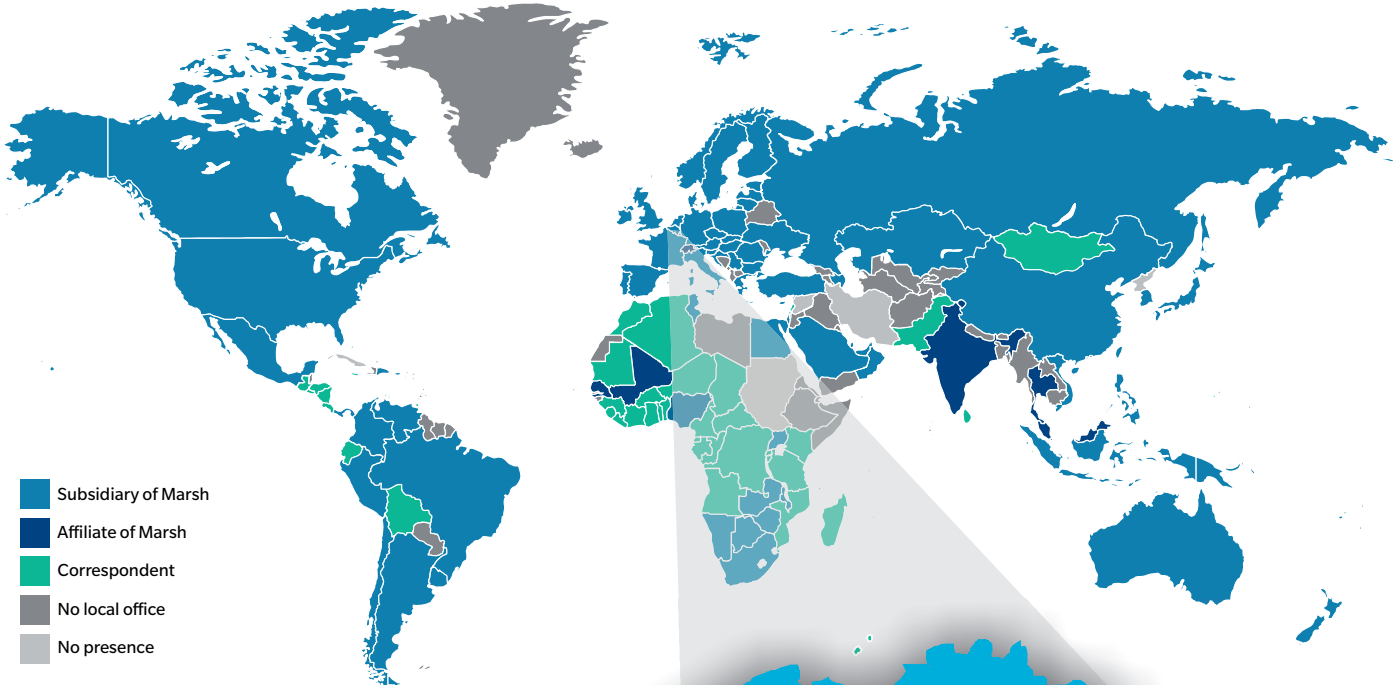 Subsidiary of Marsh
Affiliate of Marsh
Correspondent
No local office
No presence